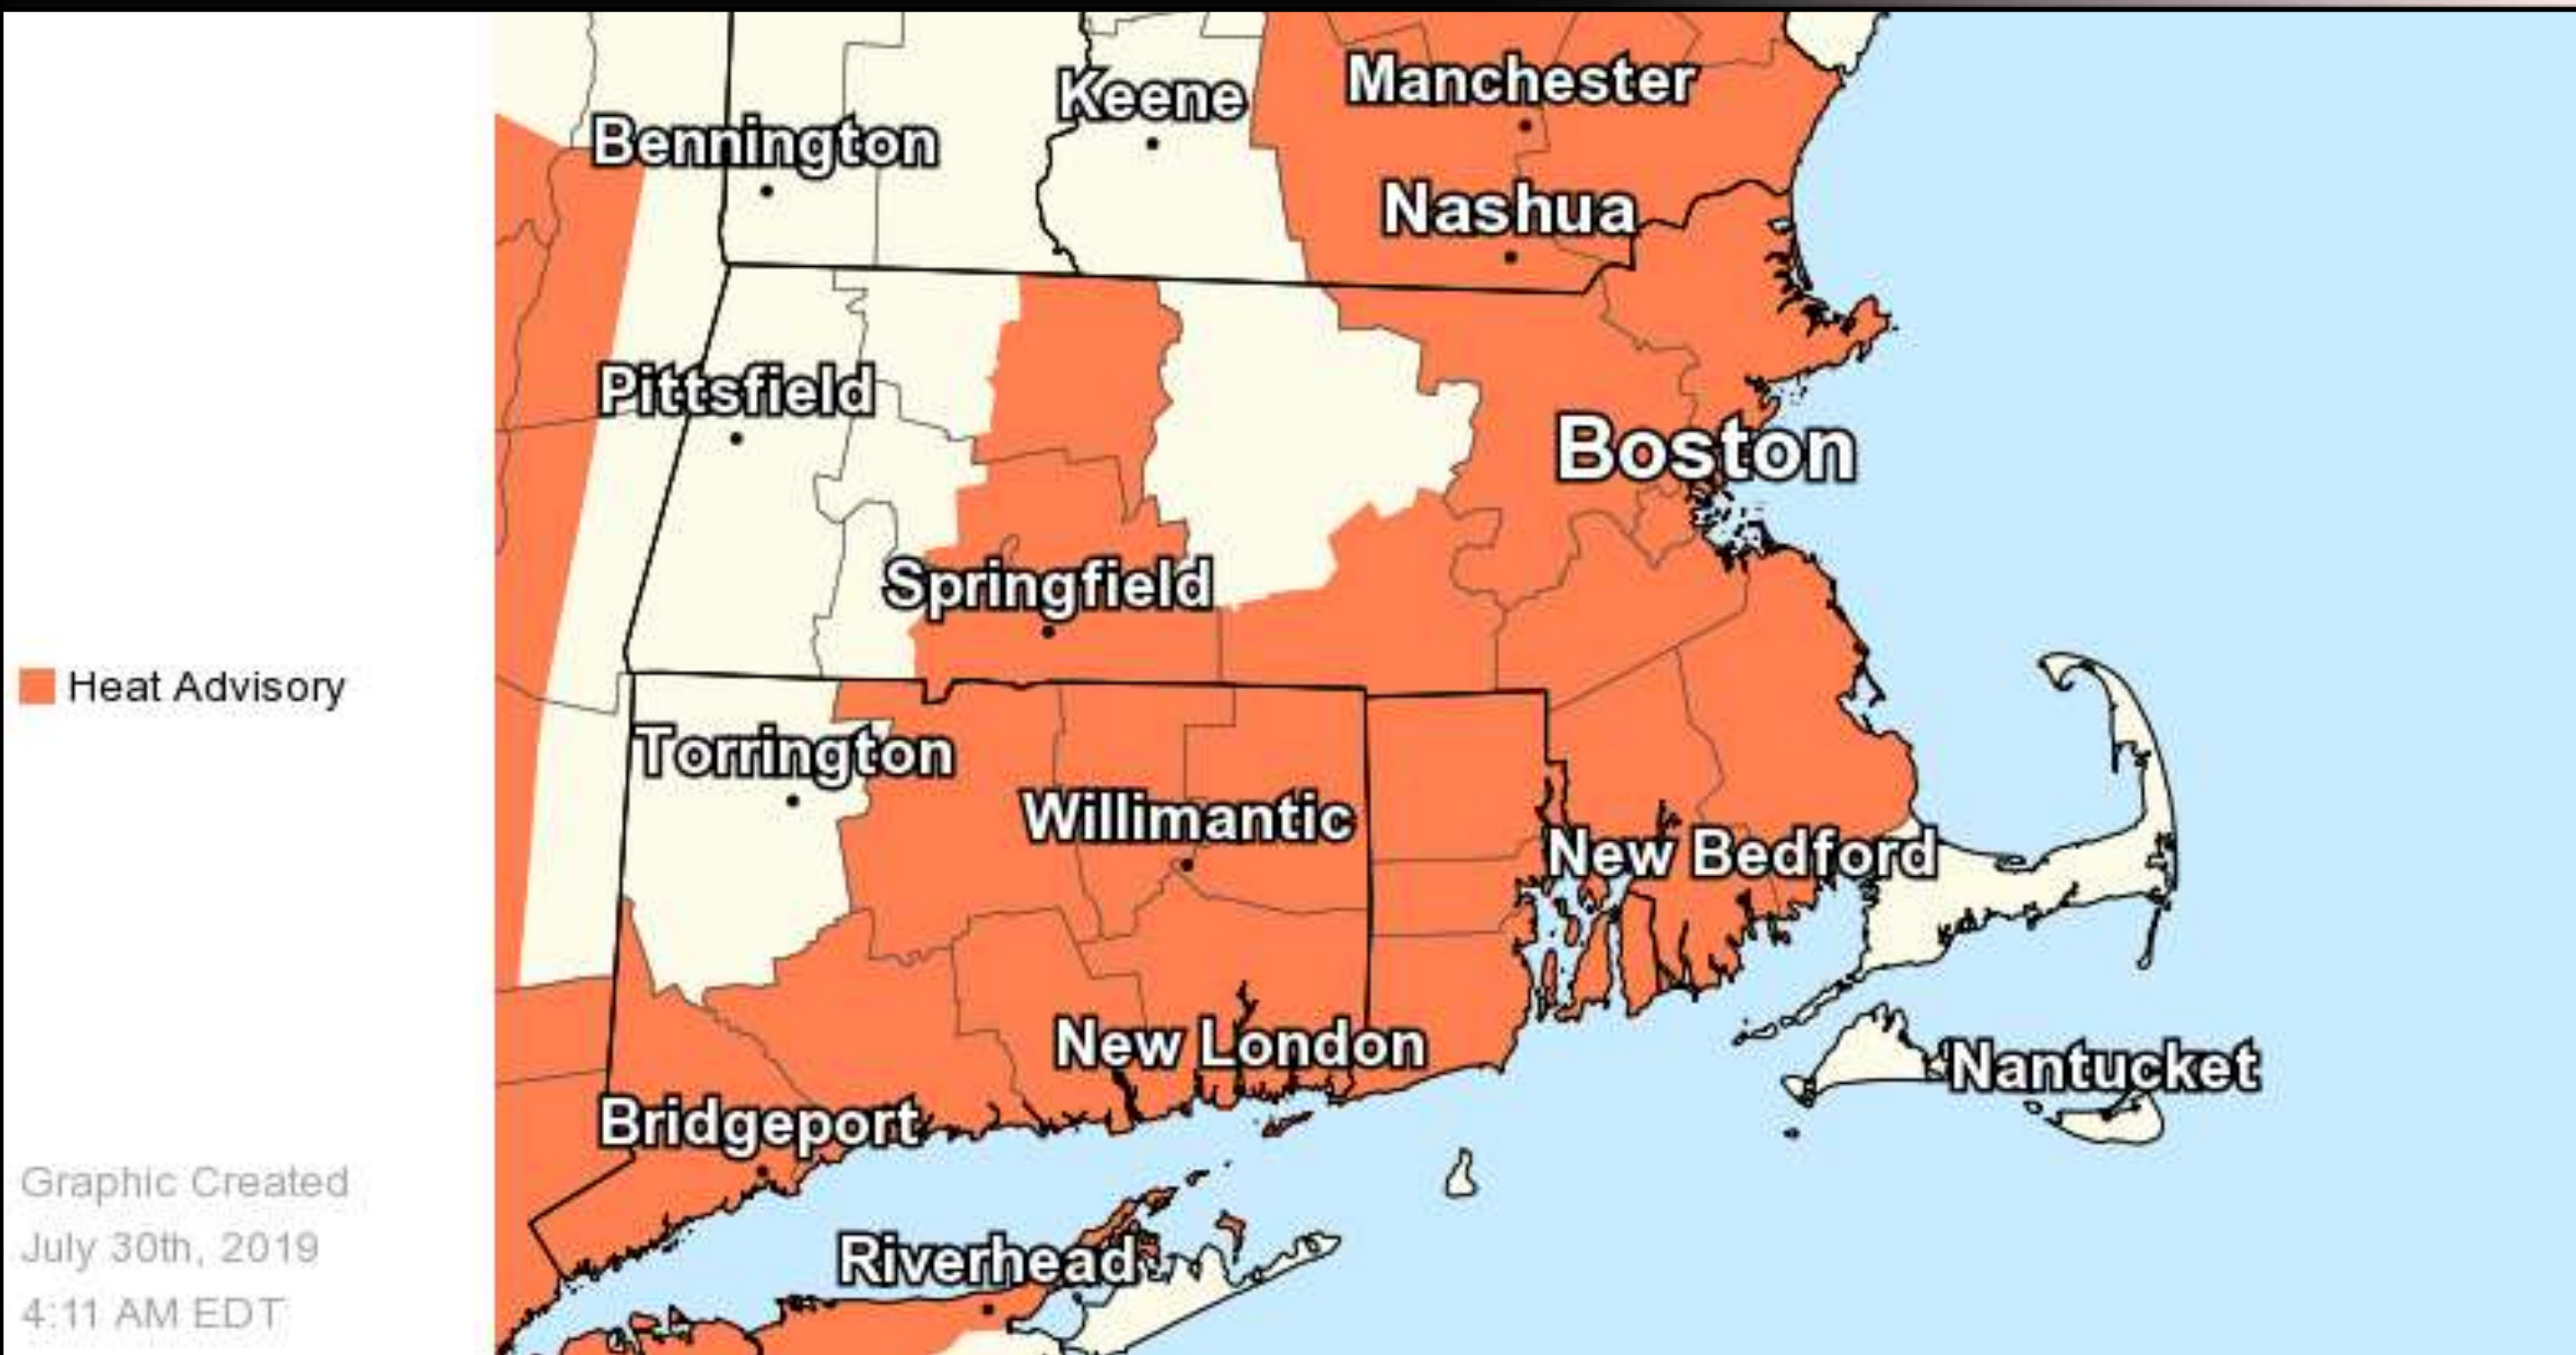 Keene
Manchester
Bennington
Nashua
Pittsfield
Boston
Springfield
Heat Advisory
Torrington
Willimantic
New Bedford
New London
Nantucket
Bridgeport
Graphic Created
July 30th, 2019
4:11 AM EDT
Riverhead